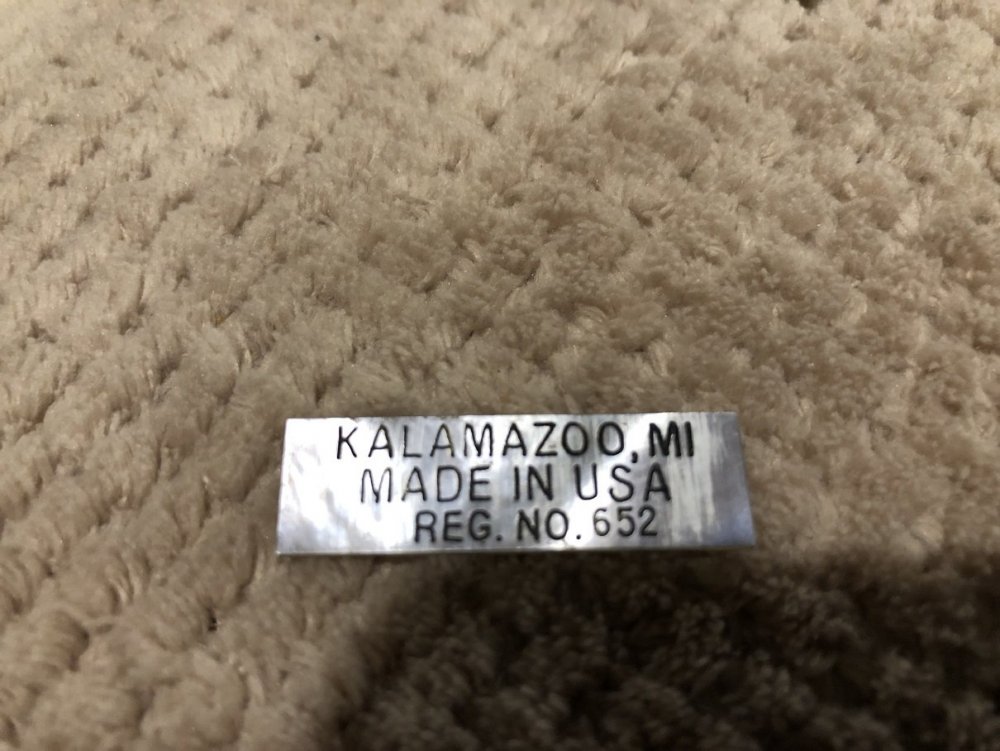 KALAMAZOO, MI
MADE IN USA
REG. NO. 652